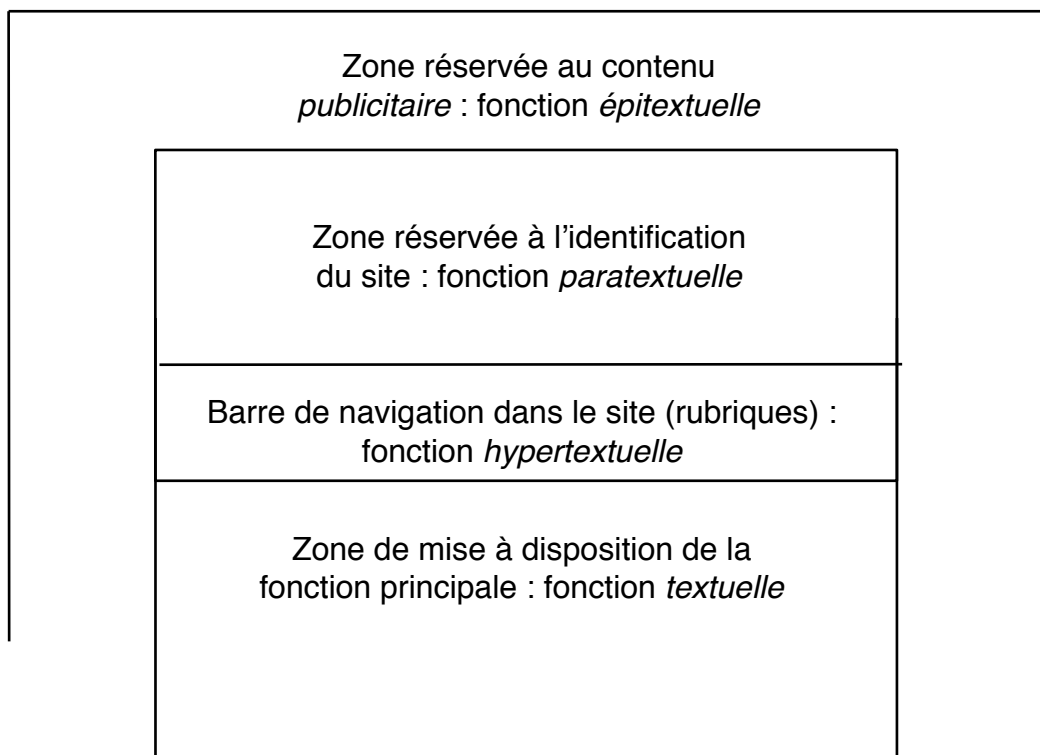 Zone réservée au contenu
publicitaire : fonction épitextuelle
Zone réservée à l’identification
du site : fonction paratextuelle
Barre de navigation dans le site (rubriques) :
fonction hypertextuelle
Zone de mise à disposition de la
fonction principale : fonction textuelle